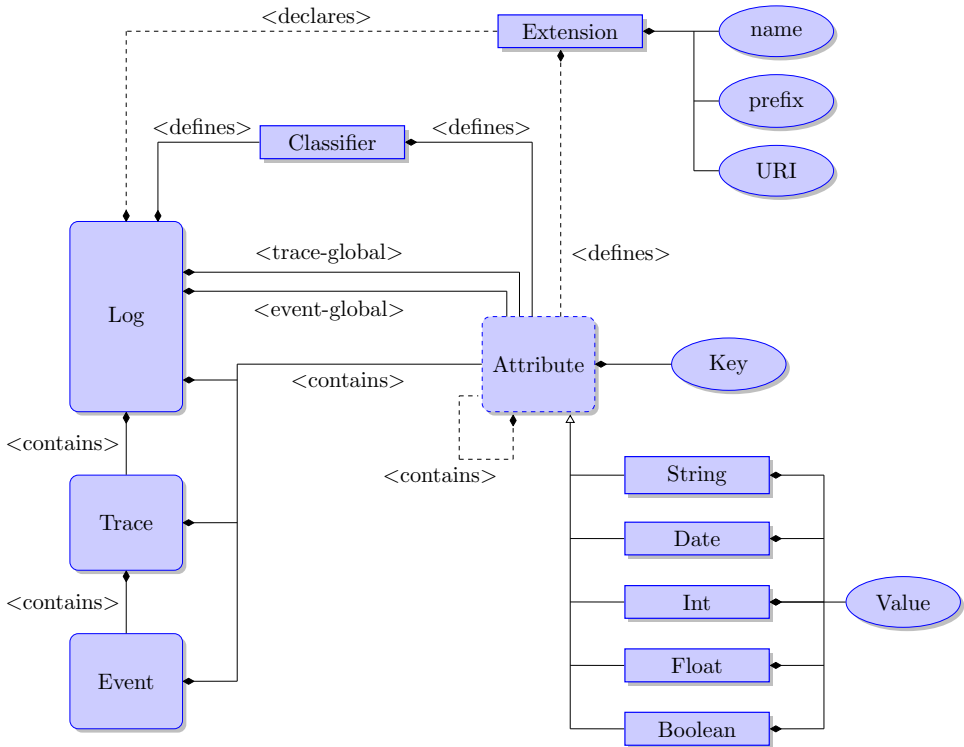 <declares>
Extension
name
prefix
URI
<defines>
Classifier
<defines>
<trace-global>
<defines>
<event-global>
Log
Attribute
Key
<contains>
<contains>
<contains>
String
Trace
Date
<contains>
Int
Value
Float
Event
Boolean